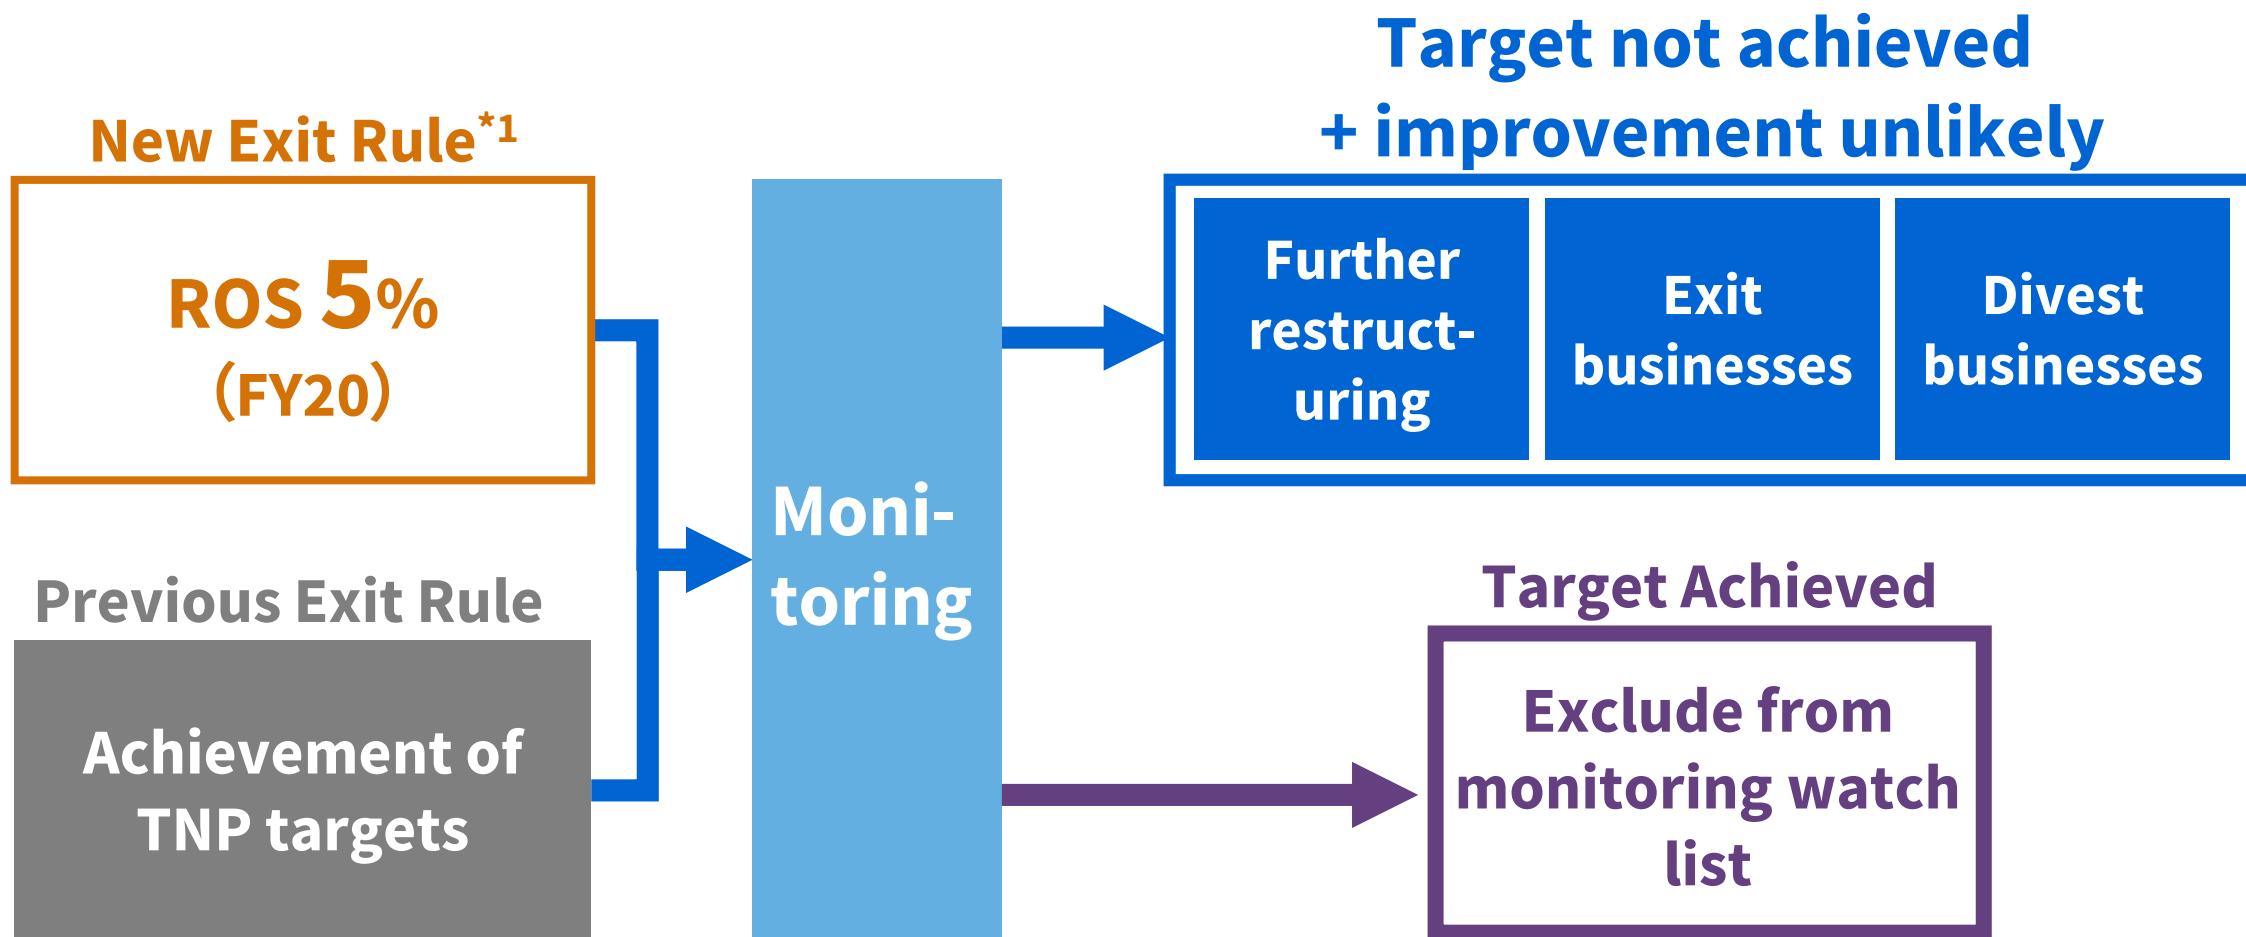 New Exit Rule*1
ROS 5%
（FY20）
Previous Exit Rule
Achievement of
TNP targets
Moni-
toring
Target not achieved
+ improvement unlikely
Further
restruct-
uring
Exit
businesses
Divest
businesses
Target Achieved
Exclude from
monitoring watch
list